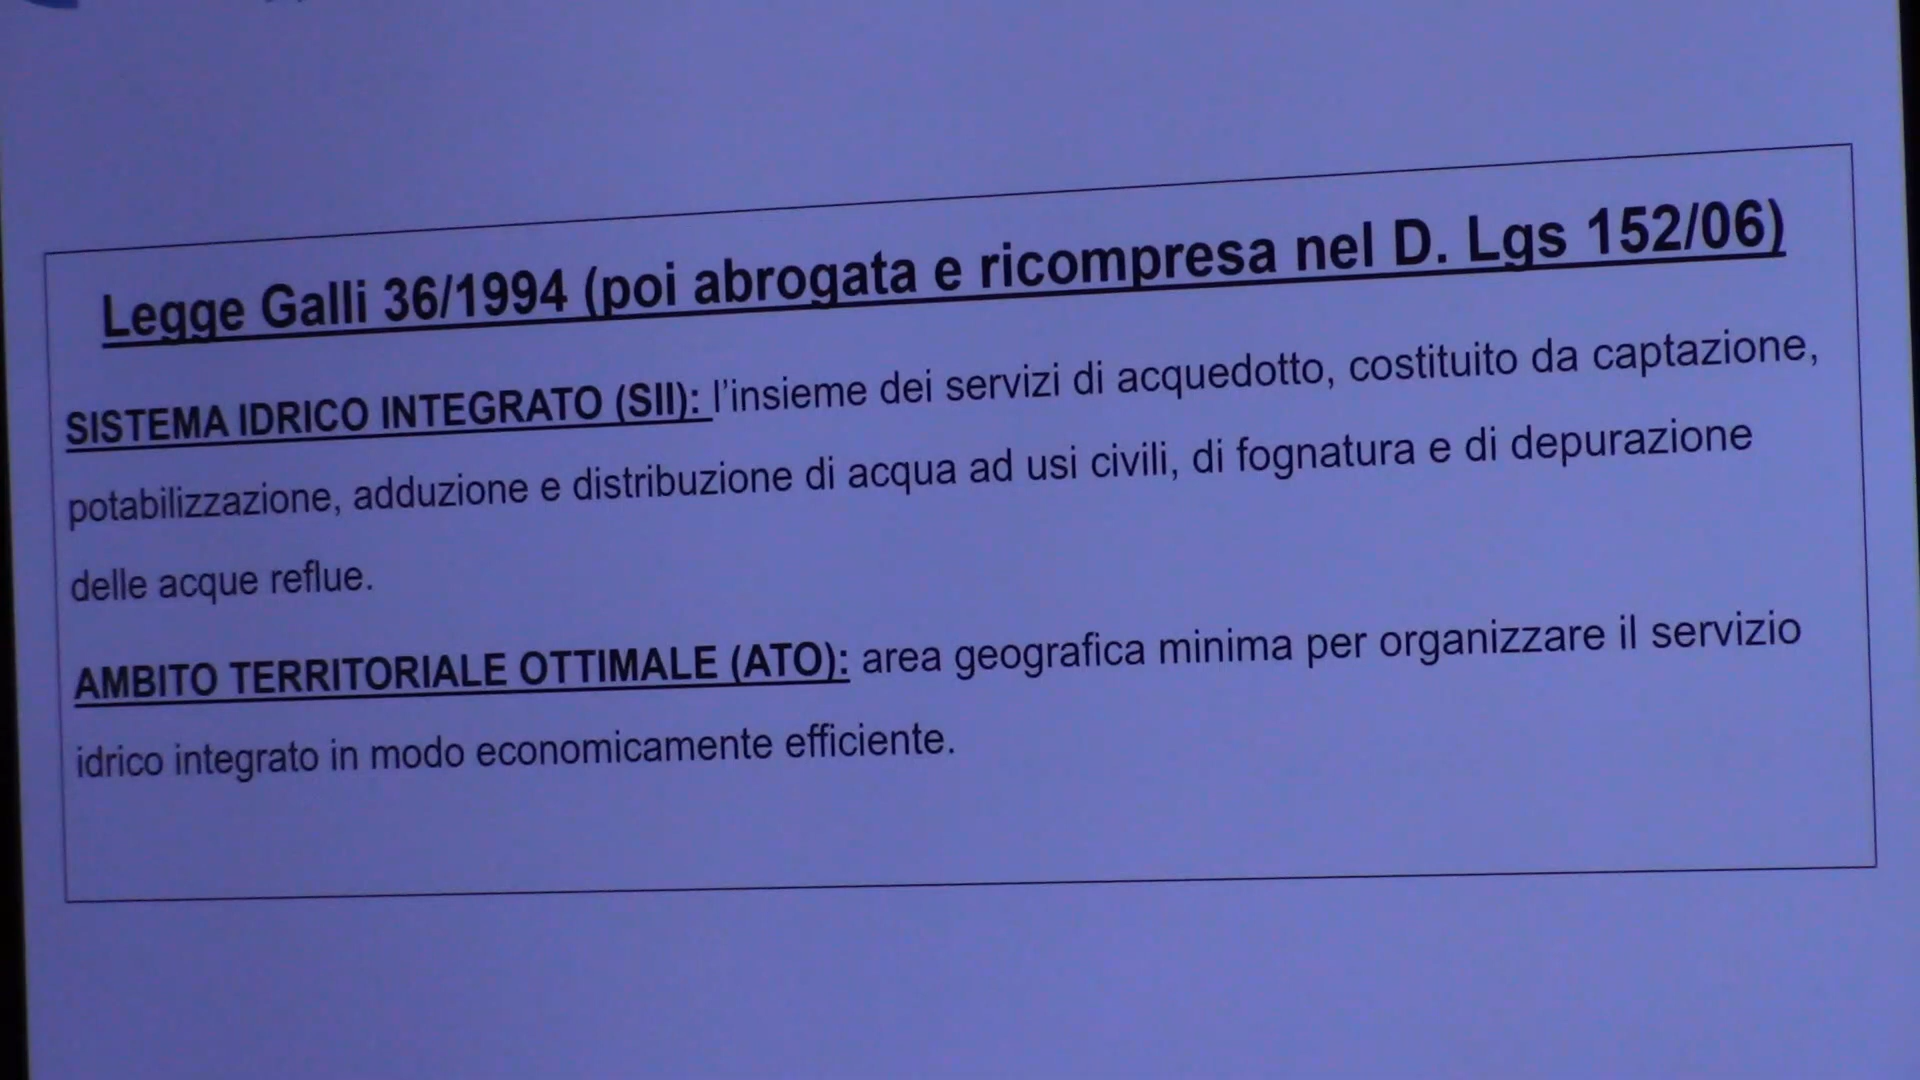 Legge Galli 36/1994 (poi abrogata e ricompresa nel D. Lgs 152/06)
SISTEMA IDRICO INTEGRATO (SII): l'insieme dei servizi di acquedotto, costituito da captazione,
potabilizzazione, adduzione e distribuzione di acqua ad usi civili, di fognatura e di depurazione
delle acque reflue.
AMBITO TERRITORIALE OTTIMALE (ATO): area geografica minima per organizzare il servizio
idrico integrato in modo economicamente efficiente.